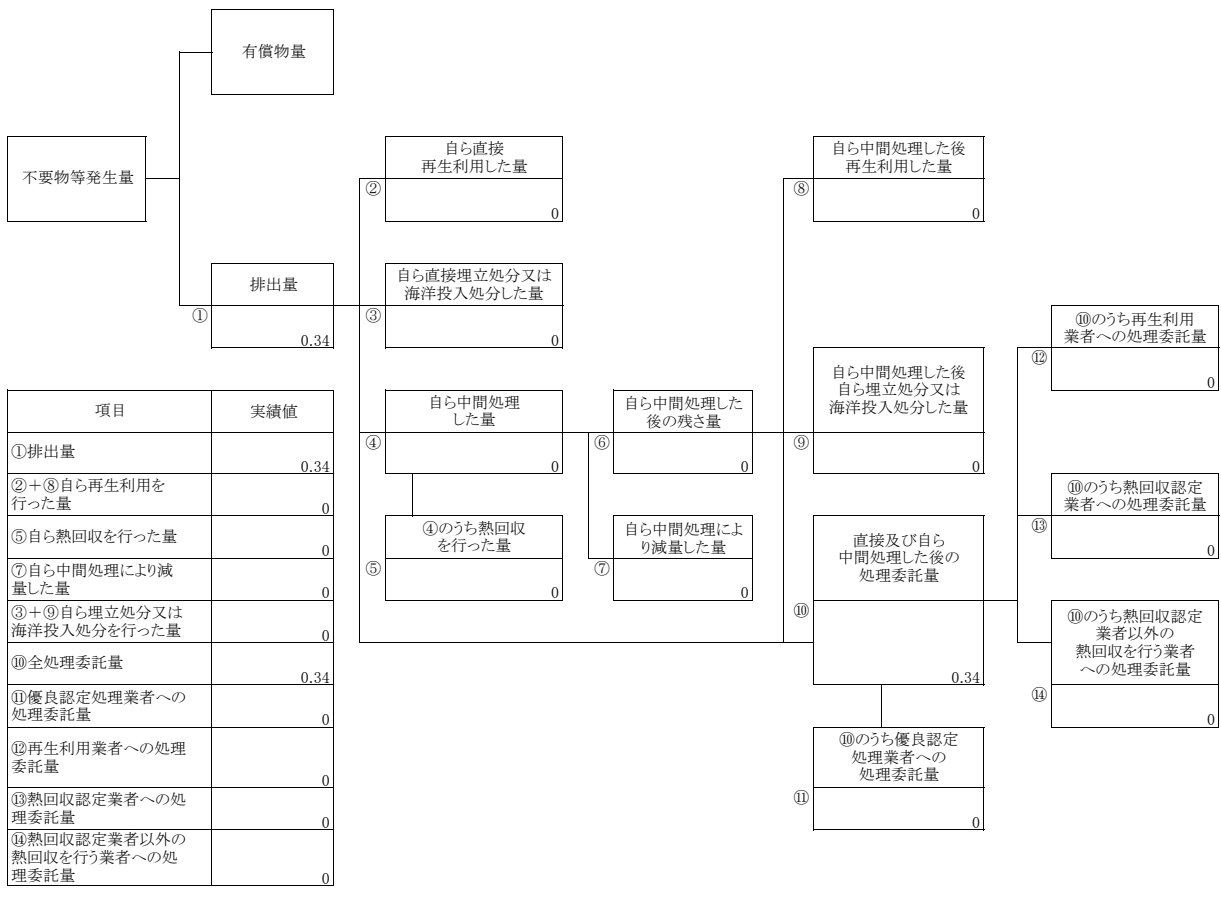 有償物量
不要物等発生量
自ら直接
再生利用した量
②
0
自ら中間処理した後
再生利用した量
⑧
0
排出量
①
0.34
自ら直接埋立処分又は
海洋投入処分した量
③
0
⑩のうち再生利用
業者への処理委託量
⑫
0
自ら中間処理
した量
④
0
自ら中間処理した
後の残さ量
⑥
0
自ら中間処理した後
自ら埋立処分又は
海洋投入処分した量
⑨
0
⑩のうち熱回収認定
業者への処理委託量
⑬
0
④のうち熱回収
を行った量
⑤
0
自ら中間処理によ
り減量した量
⑦
0
直接及び自ら
中間処理した後の
処理委託量
⑩
0.34
⑩のうち熱回収認定
業者以外の
熱回収を行う業者
への処理委託量
⑭
0
⑩のうち優良認定
処理業者への
処理委託量
⑪
0
項目 実績値
①排出量
0.34
②＋⑧自ら再生利用を
行った量
0
⑤自ら熱回収を行った量
0
⑦自ら中間処理により減
量した量
0
③＋⑨自ら埋立処分又は
海洋投入処分を行った量
0
⑩全処理委託量
0.34
⑪優良認定処理業者への
処理委託量
0
⑫再生利用業者への処理
委託量
0
⑬熱回収認定業者への処
理委託量
0
⑭熱回収認定業者以外の
熱回収を行う業者への処
理委託量
0